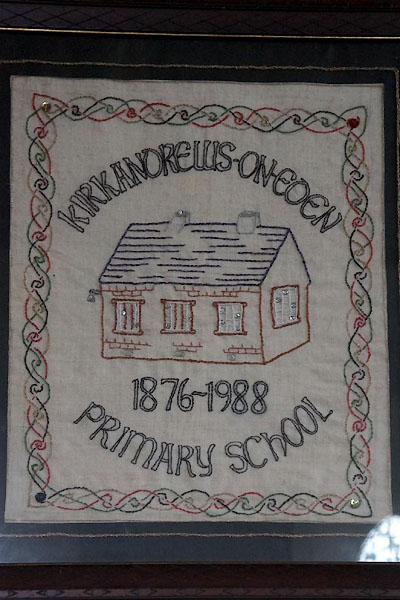 KIRKANDREWS-ON-EDEN
1876~1988
PRIMARY SCHOOL